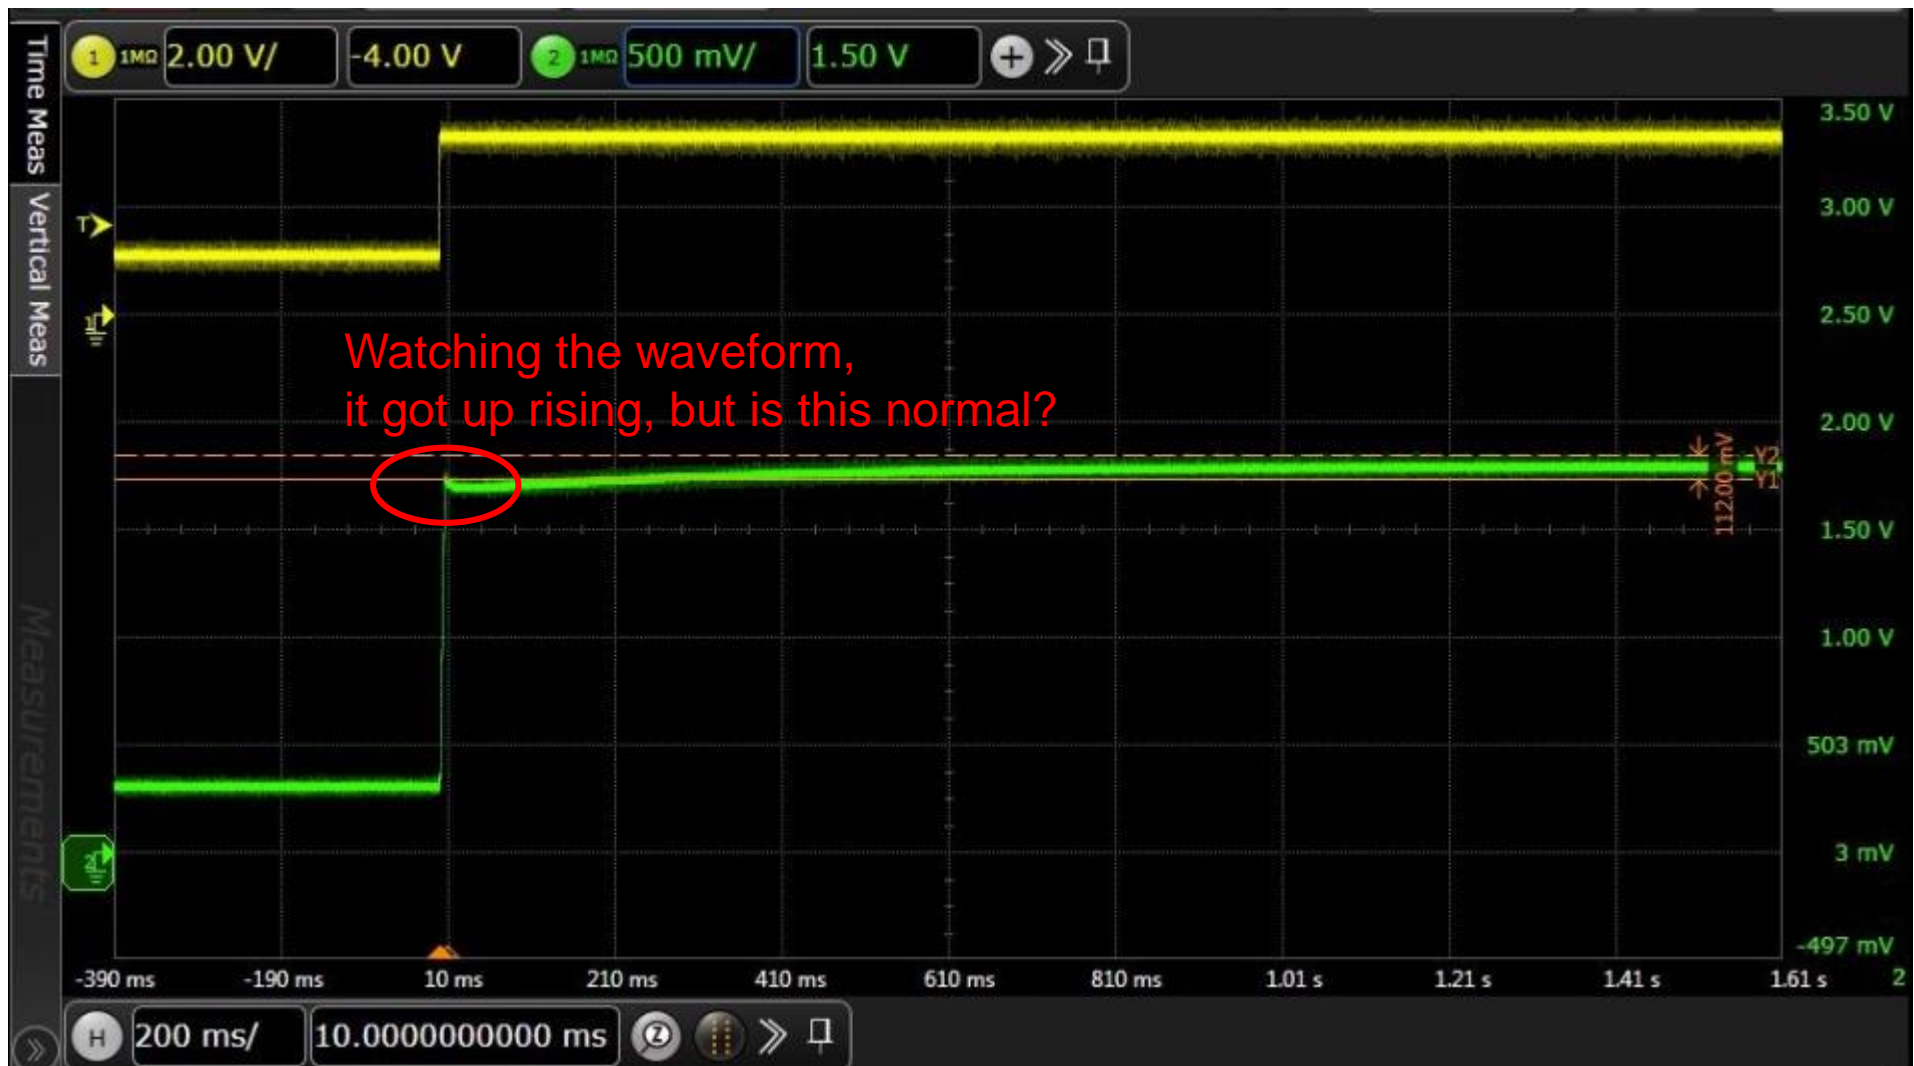 Time Meas
Vertical Meas
Measurements
1 1MΩ 2.00 V/ -4.00 V 2 1MΩ 500 mV/ 1.50 V
3.50 V
3.00 V
T
2.50 V
1
Watching the waveform,
it got up rising, but is this normal?
2.00 V
Y2
Y1
112.00 mV
1.50 V
1.00 V
503 mV
2
3 mV
-497 mV
-390 ms -190 ms 10 ms 210 ms 410 ms 610 ms 810 ms 1.01 s 1.21 s 1.41 s 1.61 s 2
H 200 ms/ 10.0000000000 ms Z